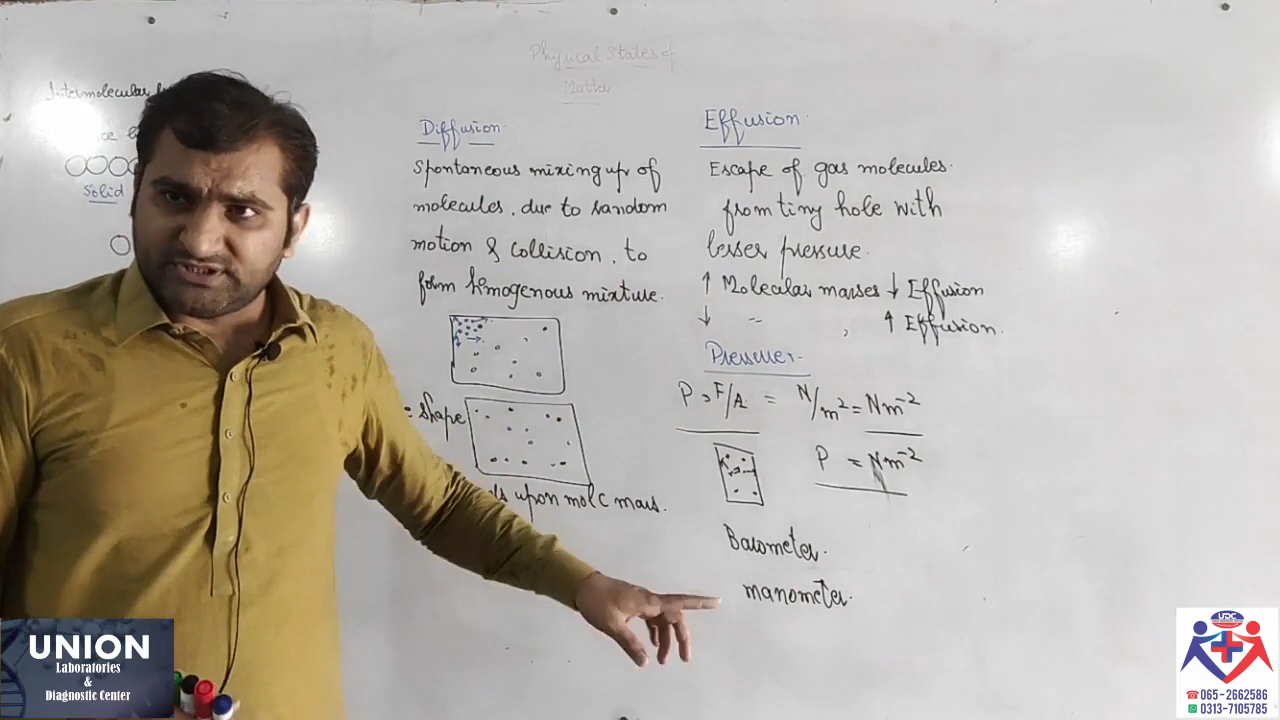 Physical States of
Matter
Intermolecular
Solid
Diffusion.
Spontaneous mixing up of
molecules, due to random
motion & collision, to
form homogenous mixture.
= shape
upon molc mass.
Effusion.
Escape of gas molecules.
from tiny hole with
lesser pressure.
↑ Molecular masses ↓ Effusion
↓ " , ↑ Effusion.
Pressure.
P = F/A = N/m² = Nm⁻²
P = Nm⁻²
Barometer.
manometer.
UNION
Laboratories
&
Diagnostic Center
UDC
065-2662586
0313-7105785